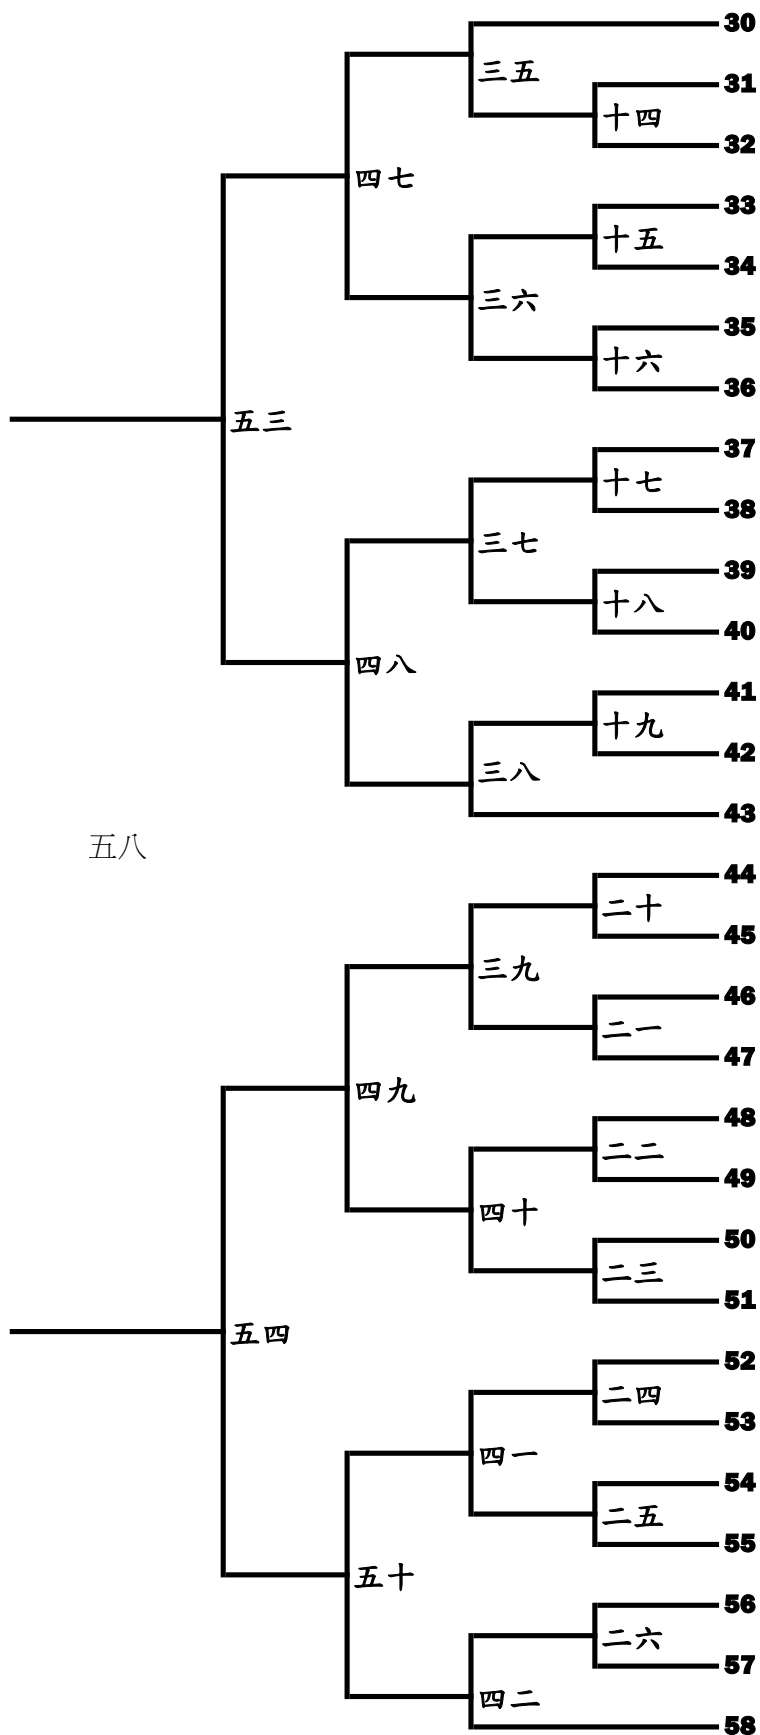 30
三五
31
十四
32
四七
33
十五
34
三六
35
十六
36
五三
37
十七
38
三七
39
十八
40
四八
41
十九
42
三八
43
五八
44
二十
45
三九
46
二一
47
四九
48
二二
49
四十
50
二三
51
五四
52
二四
53
四一
54
二五
55
五十
56
二六
57
四二
58